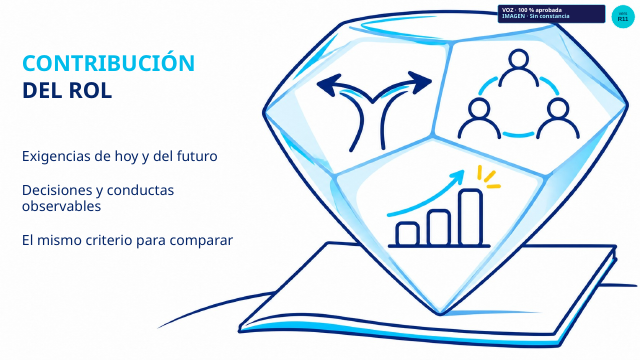 VOZ · 100 % aprobada
IMAGEN · Sin constancia
R11
CONTRIBUCIÓN
DEL ROL
Exigencias de hoy y del futuro
Decisiones y conductas
observables
El mismo criterio para comparar